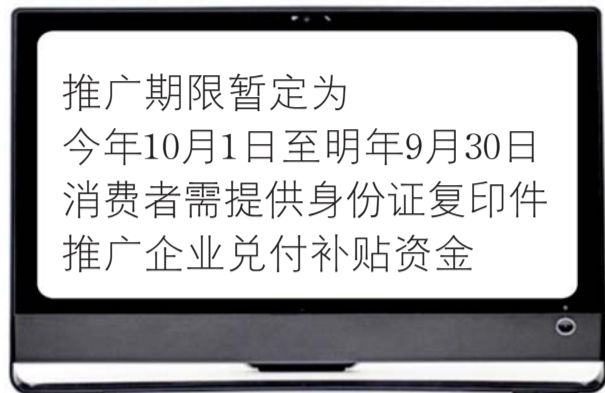 推广期限暂定为
今年10月1日至明年9月30日
消费者需提供身份证复印件
推广企业兑付补贴资金